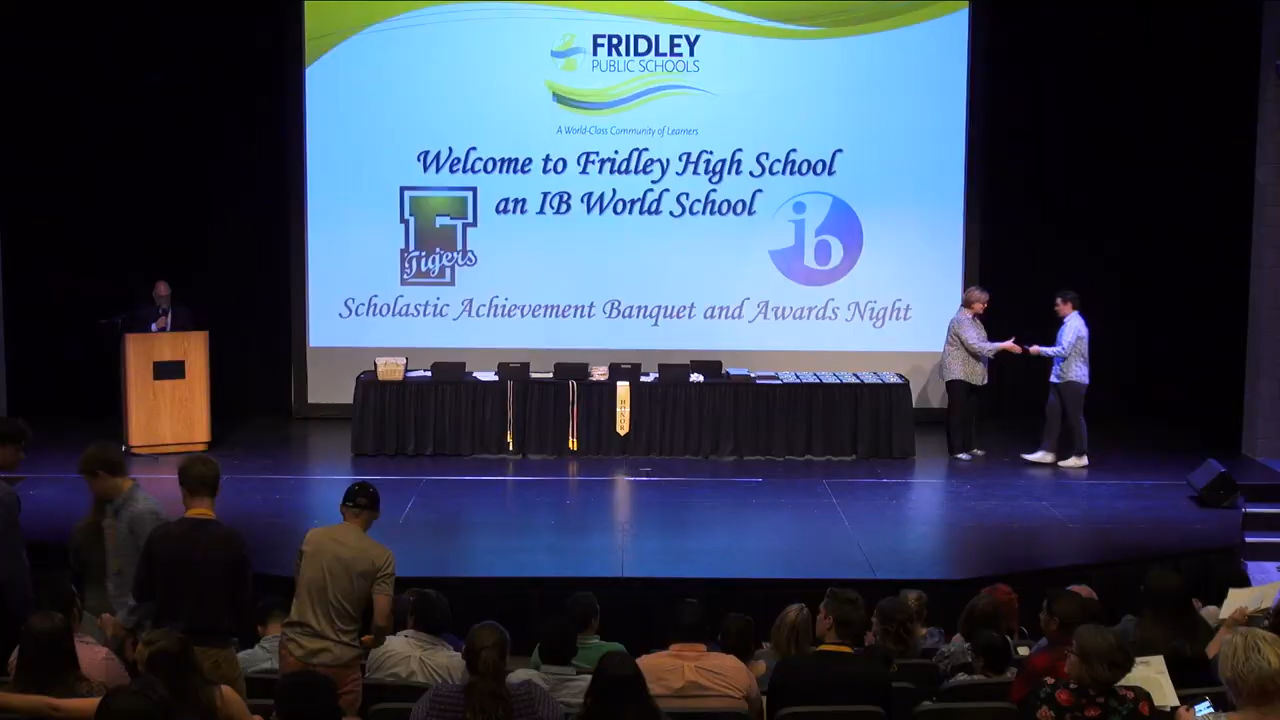 FRIDLEY
PUBLIC SCHOOLS
A World-Class Community of Learners
Welcome to Fridley High School
an IB World School
F
Tigers
ib
Scholastic Achievement Banquet and Awards Night
HONOR